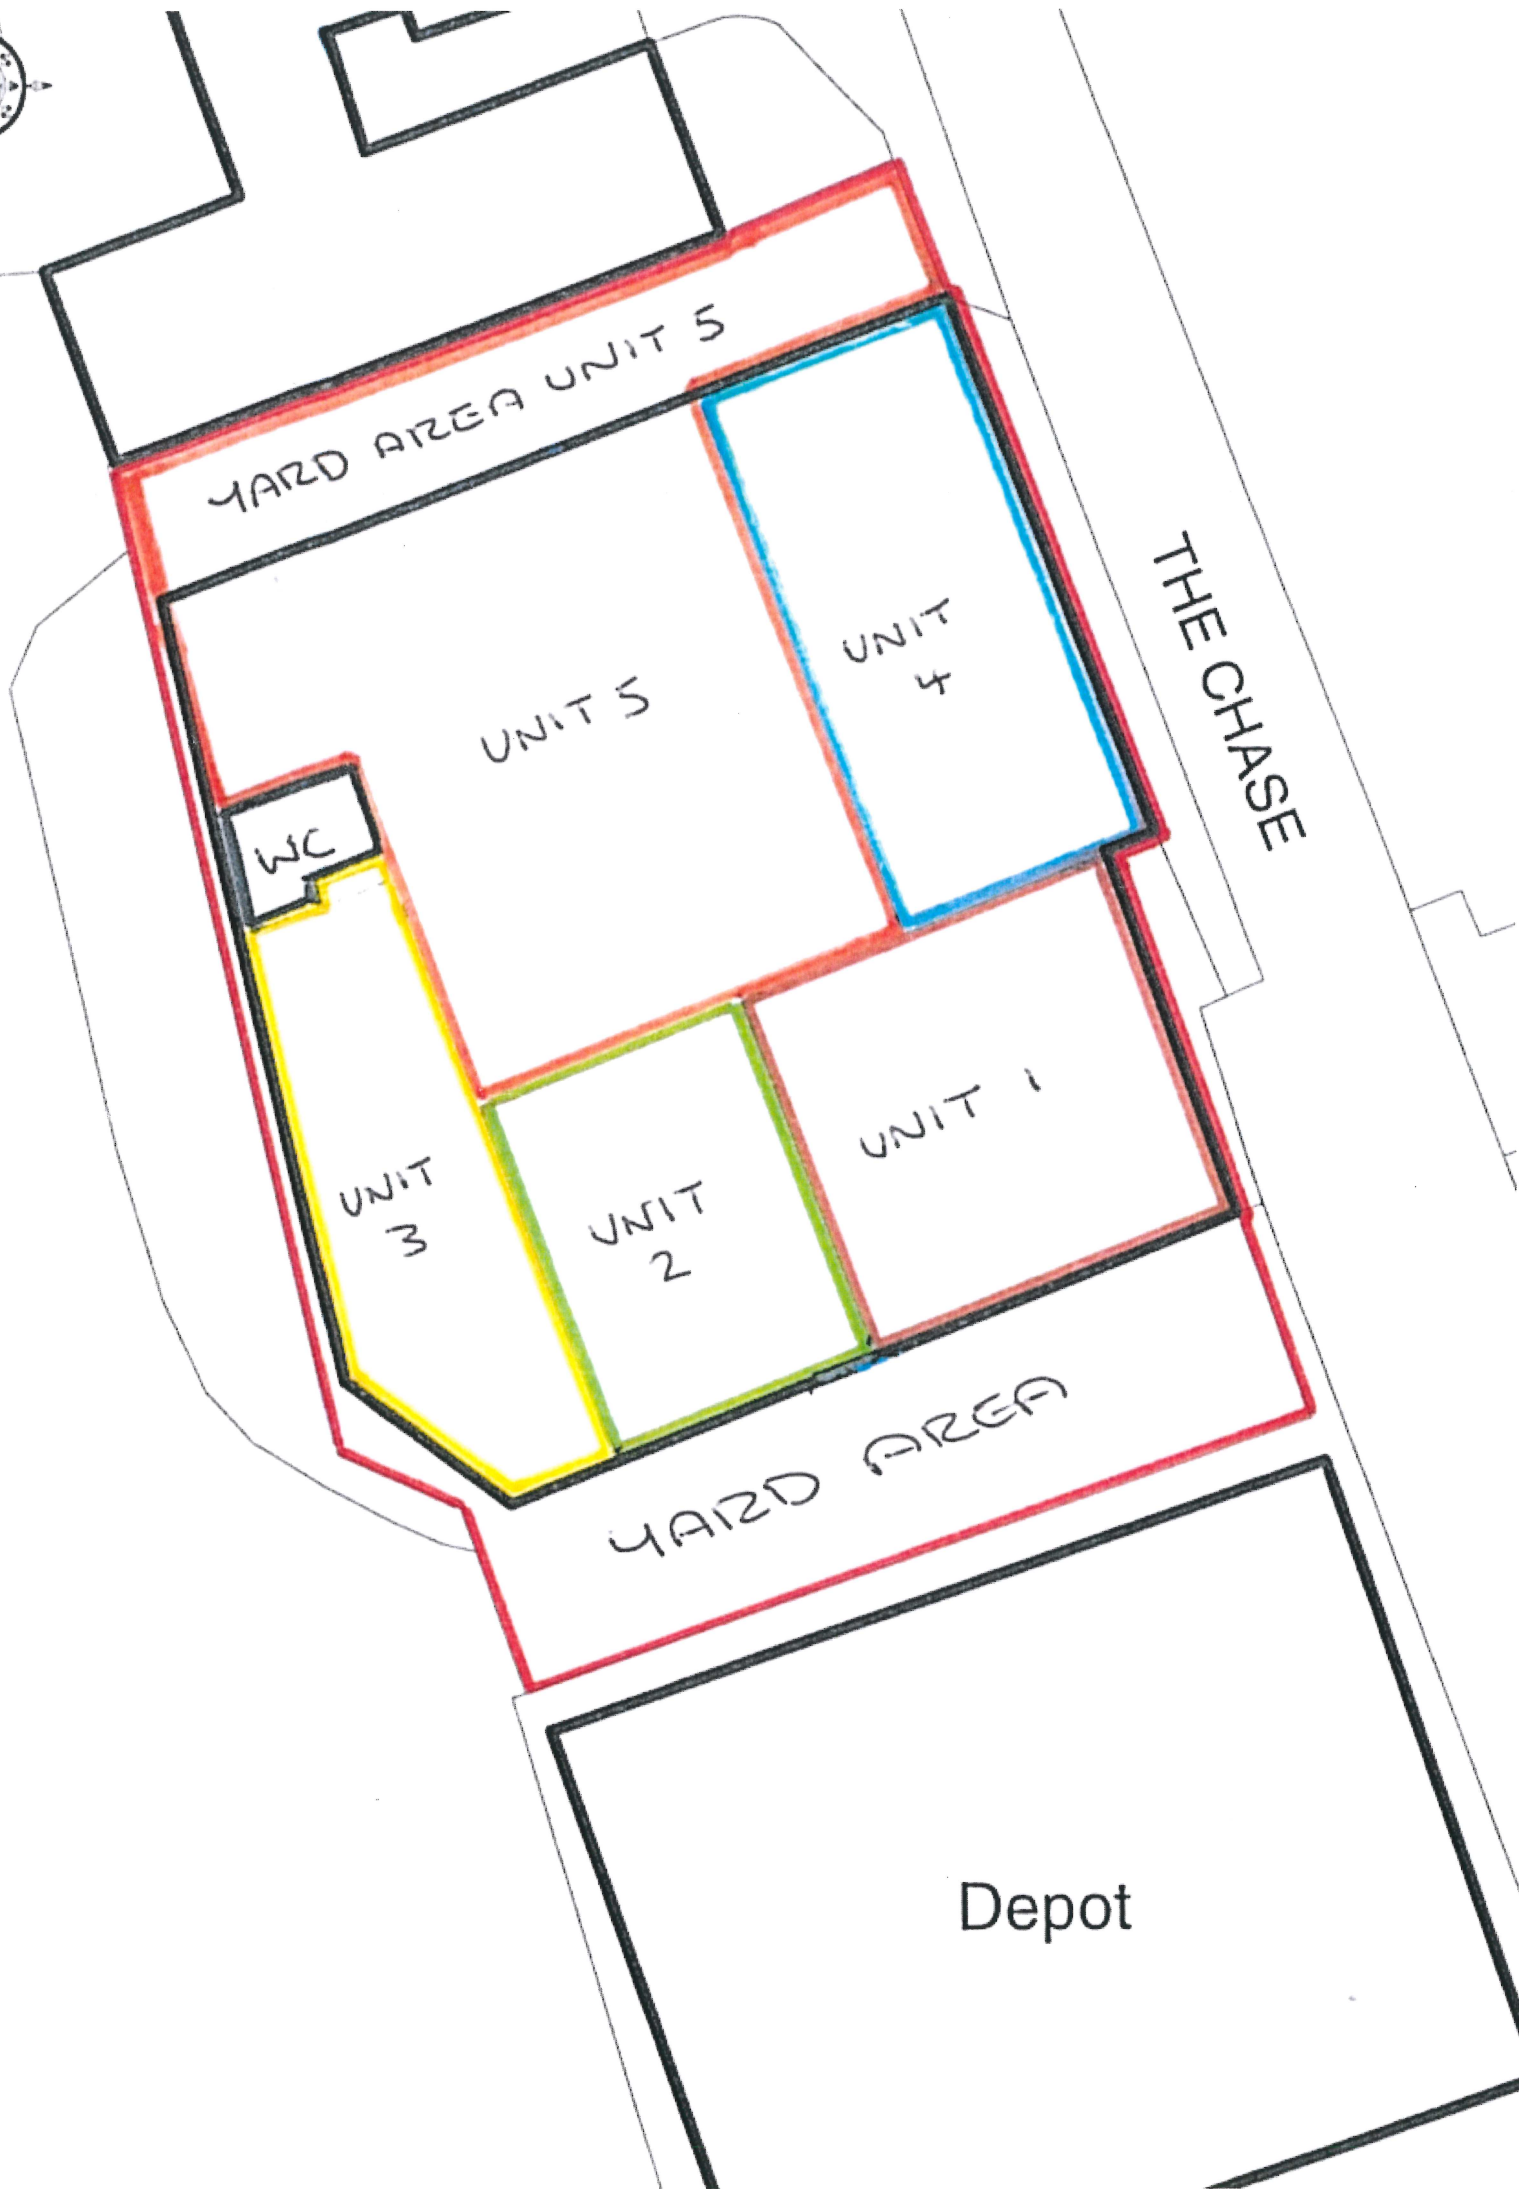 YARD AREA UNIT 5
UNIT
4
THE CHASE
UNIT 5
WC
UNIT 1
UNIT
3
UNIT
2
YARD AREA
Depot